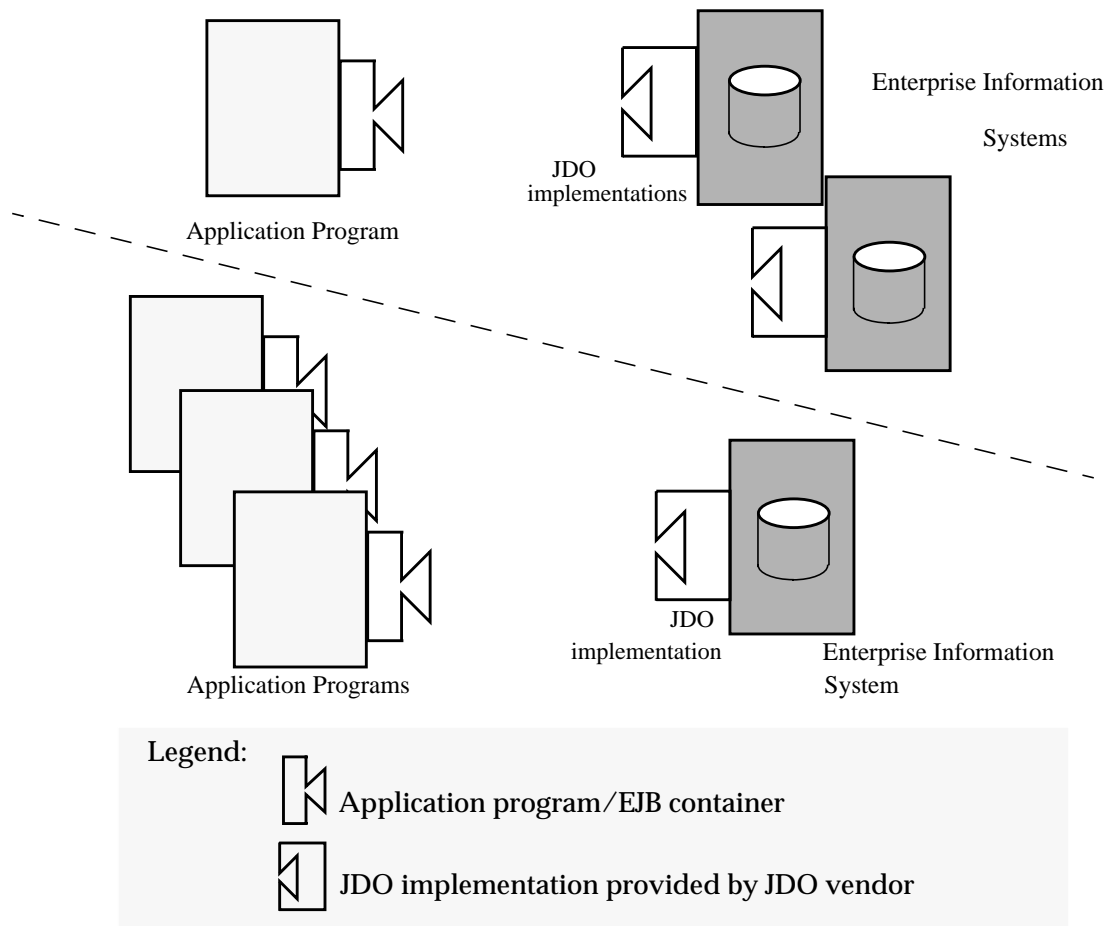 Enterprise Information
Systems
JDO
implementations
Application Program
JDO
implementation
Enterprise Information
System
Application Programs
Legend:
Application program/EJB container
JDO implementation provided by JDO vendor